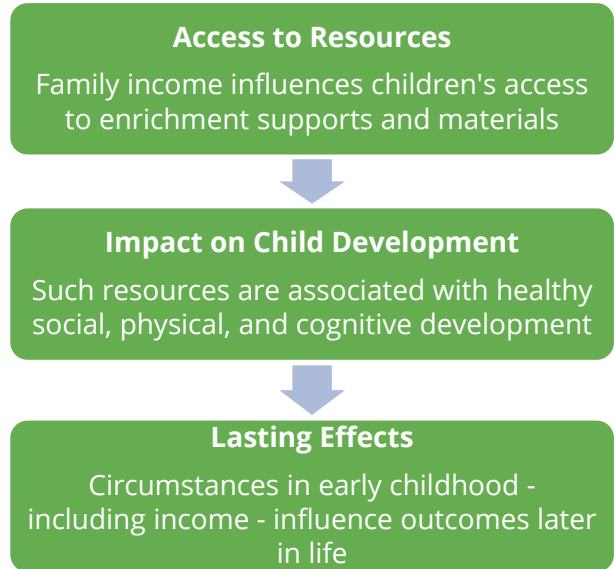 Access to Resources
Family income influences children's access
to enrichment supports and materials
Impact on Child Development
Such resources are associated with healthy
social, physical, and cognitive development
Lasting Effects
Circumstances in early childhood -
including income - influence outcomes later
in life